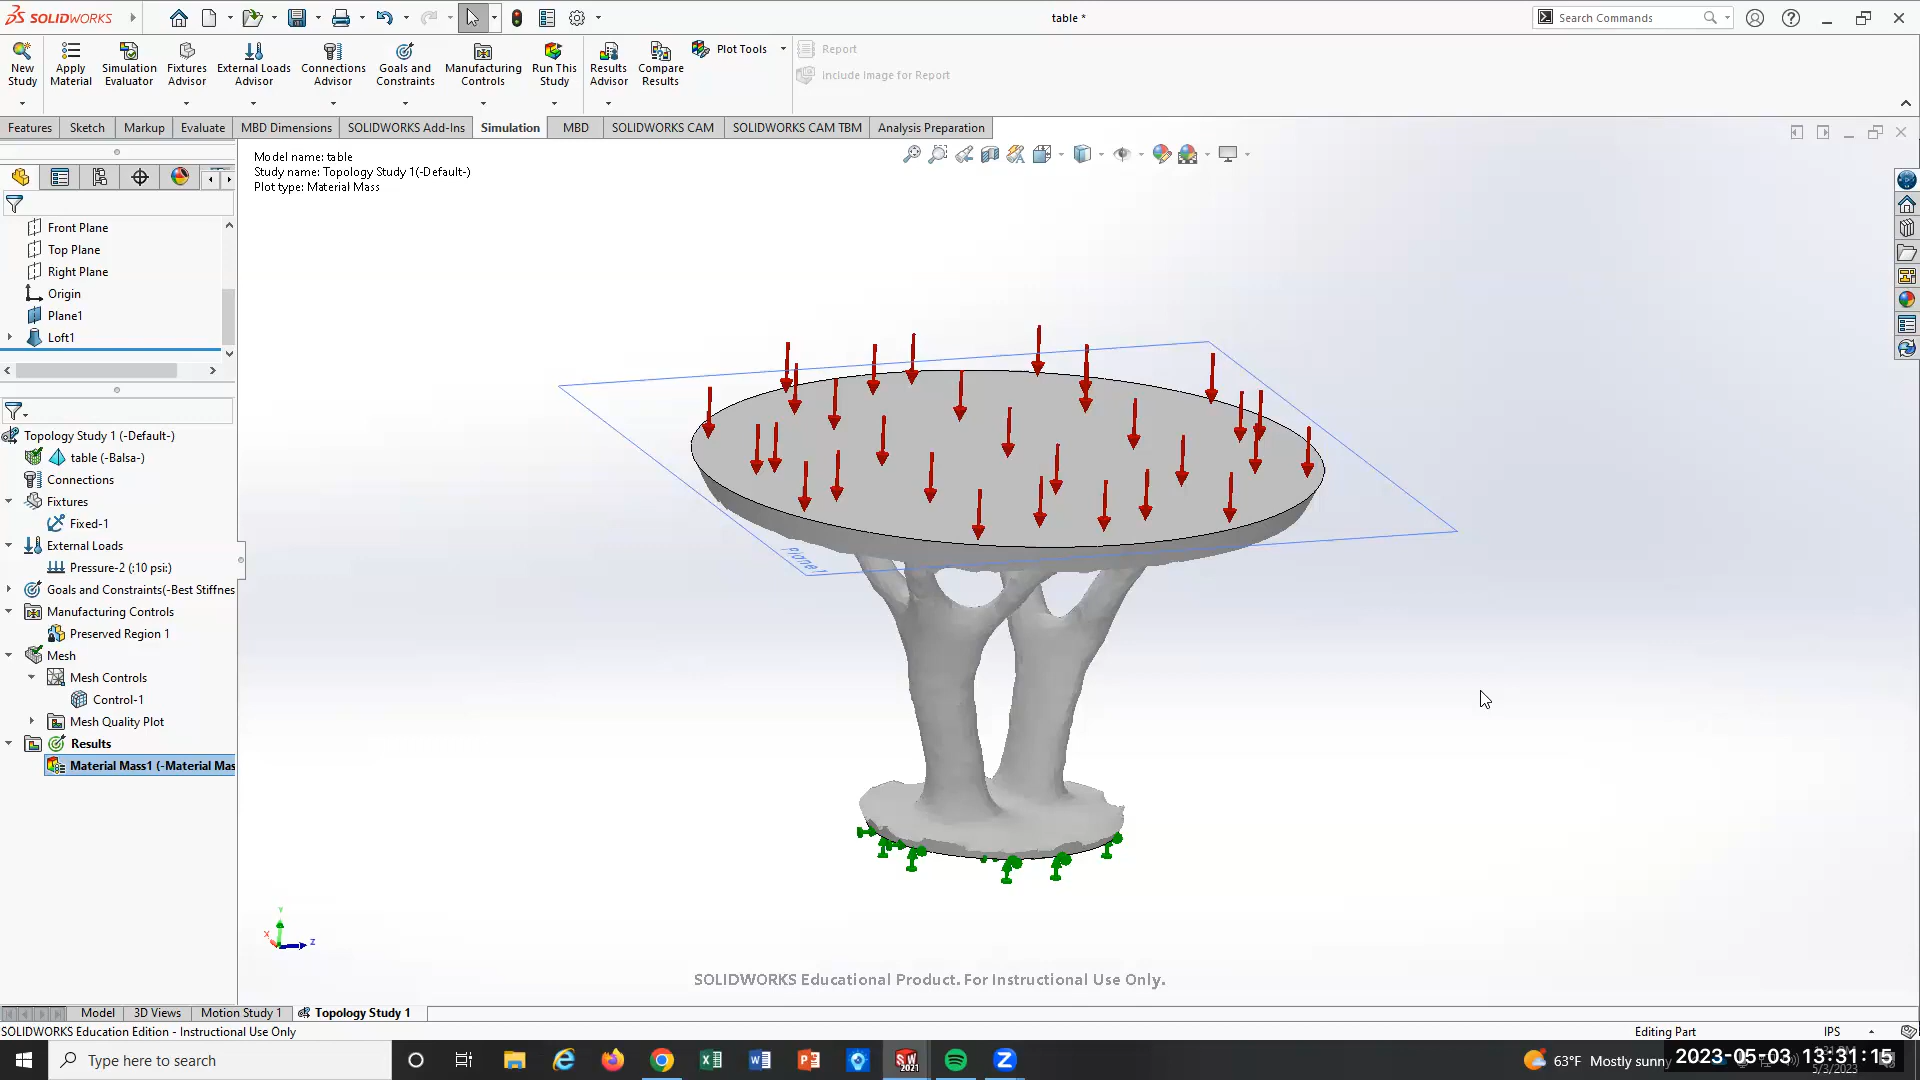 SOLIDWORKS
table *
Search Commands
New Study
Apply Material
Simulation Evaluator
Fixtures Advisor
External Loads Advisor
Connections Advisor
Goals and Constraints
Manufacturing Controls
Run This Study
Results Advisor
Compare Results
Plot Tools
Report
Include Image for Report
Features
Sketch
Markup
Evaluate
MBD Dimensions
SOLIDWORKS Add-Ins
Simulation
MBD
SOLIDWORKS CAM
SOLIDWORKS CAM TBM
Analysis Preparation
Model name: table
Study name: Topology Study 1(-Default-)
Plot type: Material Mass
Front Plane
Top Plane
Right Plane
Origin
Plane1
Loft1
Topology Study 1 (-Default-)
table (-Balsa-)
Connections
Fixtures
Fixed-1
External Loads
Pressure-2 (:10 psi:)
Goals and Constraints(-Best Stiffnes
Manufacturing Controls
Preserved Region 1
Mesh
Mesh Controls
Control-1
Mesh Quality Plot
Results
Material Mass1 (-Material Mas
Plane1
Y
X
Z
SOLIDWORKS Educational Product. For Instructional Use Only.
Model
3D Views
Motion Study 1
Topology Study 1
SOLIDWORKS Education Edition - Instructional Use Only
Editing Part
IPS
Type here to search
63°F Mostly sunny
2023-05-03 13:31:15
5/3/2023